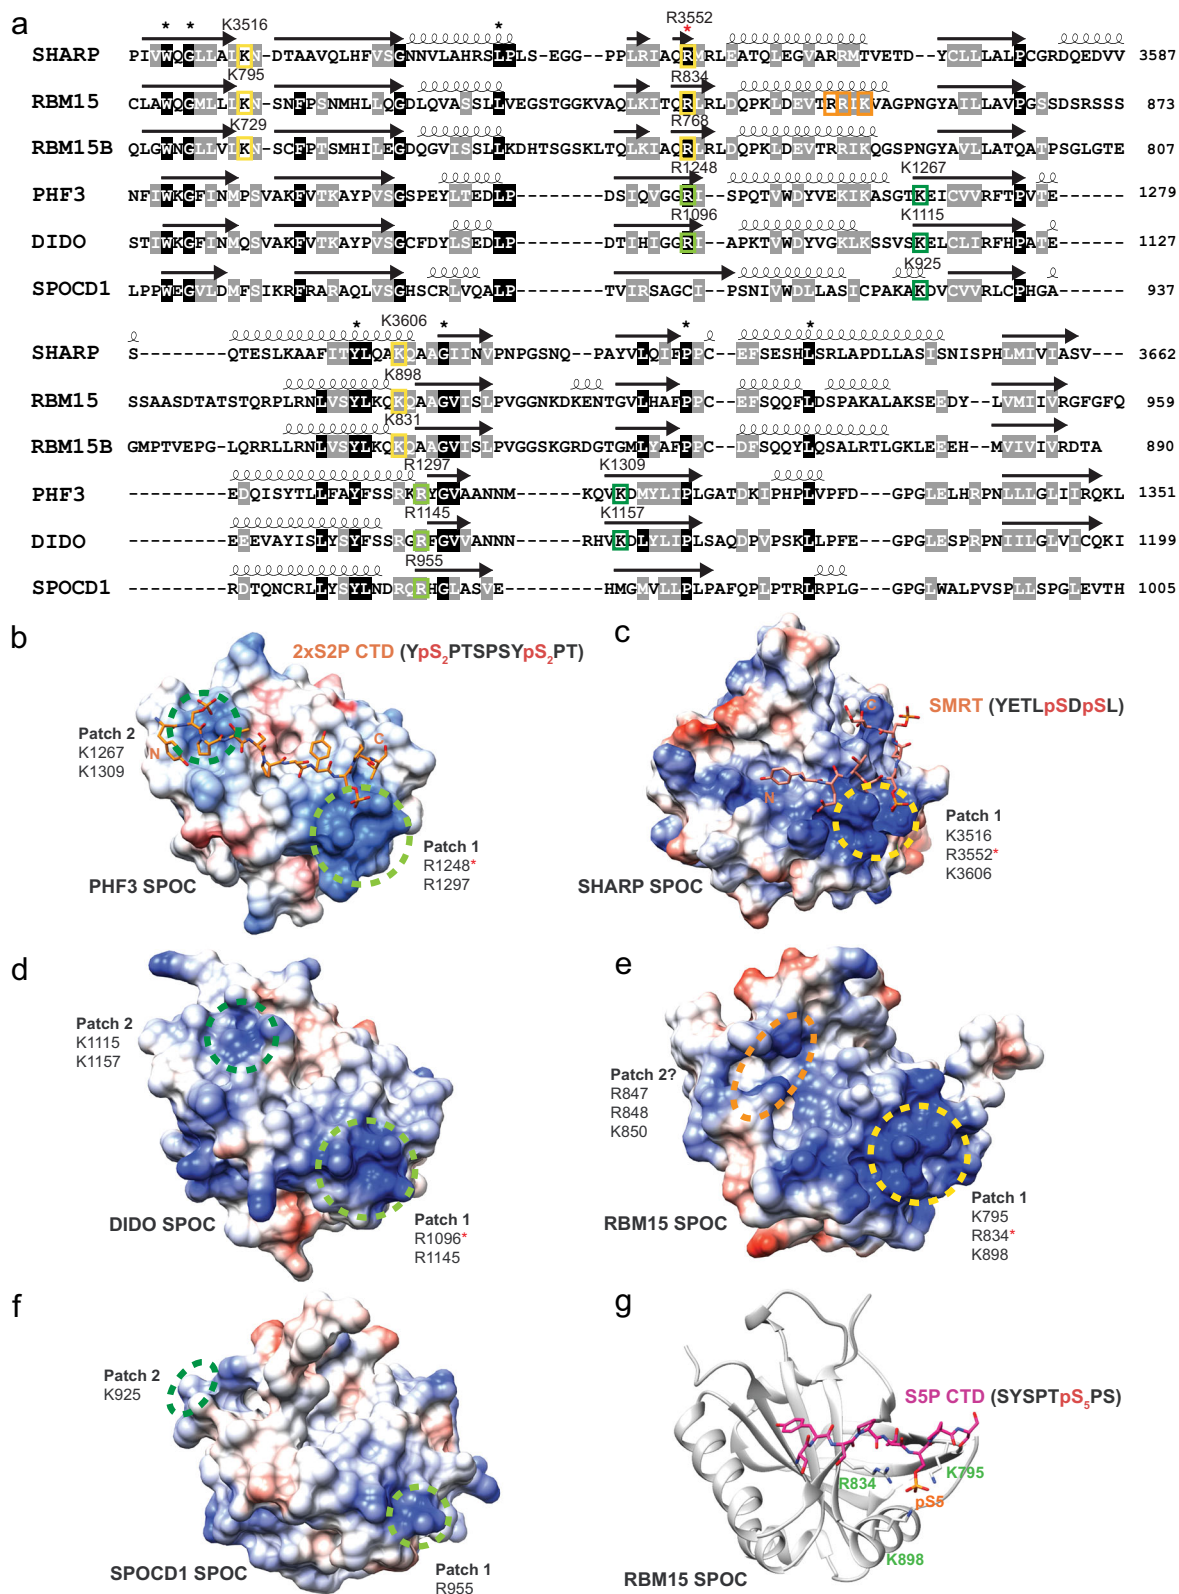 a
* * K3516 * R3552 *
SHARP PIVWQGLLALKN-DTAAVQLHFVSGNNVLAHRSLPLS-EGG--PPLRIAQRMRLEATQLEGVARRMTVETD--YCLLLALPCGRDQEDVV 3587
K795 R834
RBM15 CLAWQGMLLLKN-SNFPSNMHLLQGDLQVASSLLVEGSTGGKVAQLKITQRLRLDQPKLDEVTRRIKVAGPNGYAILLAVPGSSDSRSSS 873
K729 R768
RBM15B QLGWNGLLVLKN-SCFPTSMHILEGDQGVISSLLKDHTSGSKLTQLKIAQRLRLDQPKLDEVTRRIKQGSPNGYAVLLATQATPSGLGTE 807
R1248 K1267
PHF3 NFIWKGFINMPSVAKFVTKAYPVSGSPEYLTEDLP---------DSIQVGGRI--SPQTVWDYVEKIKASGTKEICVVRFTPVTE------ 1279
R1096 K1115
DIDO STIWKGFINMQSVAKFVTKAYPVSGCFDYLSEDLP---------DTIHIGGRI--APKTVWDYVGKLKSSVSKELCLIRFHPATE------ 1127
K925
SPOCD1 LPPWEGVLDMFSIKRFRARAQLVSGHSCRLVQALP---------TVIRSAGCI--PSNIVWDLLASICPAKAKDVCVVRLCPHGA------ 937
* K3606 * * *
SHARP S---------QTESLKAAFITYLQAKQAAGIINVPNPGSNQ--PAYVLQIFPPC--EFSESHLSRLAPDLLASISNISPHLMIVIASV-- 3662
K898
RBM15 SSAASDTATSTQRPLRNLVSYLKQKQAAGVISLPVGGNKDKENTGVLHAFPPC--EFSQQFLDSPAKALAKSEEDY--LVMIIVRGFGFQ 959
K831
RBM15B GMPTVEPG-LQRRLLRNLVSYLKQKQAAGVISLPVGGSKGRDGTGMLYAFPPC--DFSQQYLQSALRTLGKLEEEH--MVIVIVRDTA 890
R1297 K1309
PHF3 ---------EDQISYTLLFAYFSSRKRYGVAANNM------KQVKDMYLIPLGATDKIPHPLVPFD---GPGLELHRPNLLLGLIIRQKL 1351
R1145 K1157
DIDO ---------EEEVAYISLYSYFSSRGRFGVVANNN------RHVKDLYLIPLSAQDPVPSKLLPFE---GPGLESPRPNIILGLVICQKI 1199
R955
SPOCD1 ---------RDTQNCRLLYSYLNDRQRHGLASVE-------HMGMVLLPLPAFQPLPTRLRPLG---GPGLWALPVSPLLSPGLEVTH 1005
b
2xS2P CTD (YpS2PTSPSYpS2PT)
Patch 2
K1267
K1309
N
C
Patch 1
R1248*
R1297
PHF3 SPOC
c
SMRT (YETLpSDpSL)
C
N
Patch 1
K3516
R3552*
K3606
SHARP SPOC
d
Patch 2
K1115
K1157
Patch 1
R1096*
R1145
DIDO SPOC
e
Patch 2?
R847
R848
K850
Patch 1
K795
R834*
K898
RBM15 SPOC
f
Patch 2
K925
Patch 1
R955
SPOCD1 SPOC
g
S5P CTD (SYSPTpS5PS)
R834
K795
pS5
K898
RBM15 SPOC